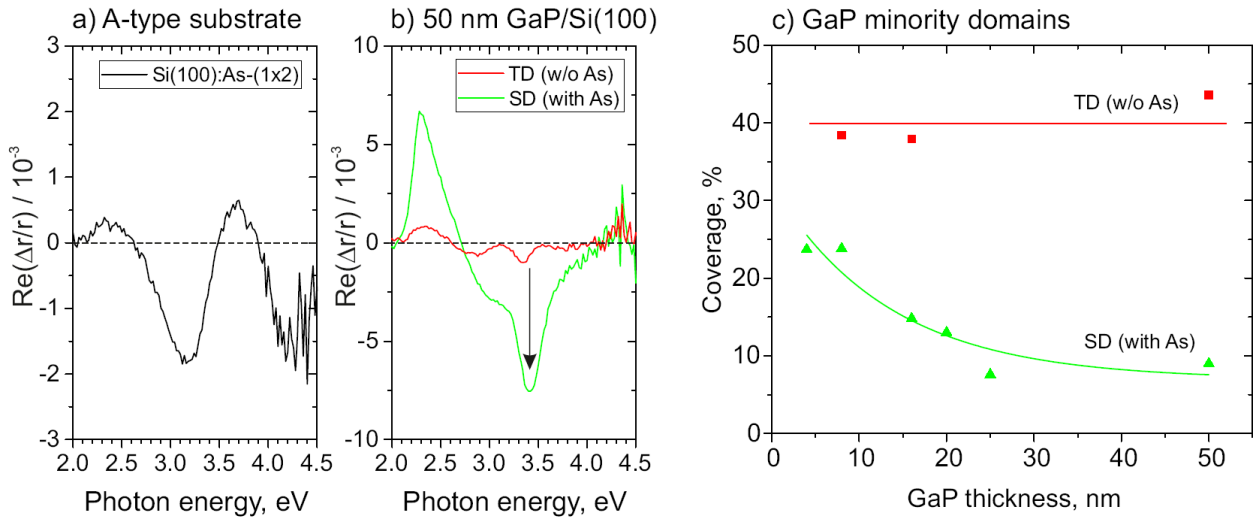 a) A-type substrate
Re(Δr/r) / 10⁻³
3
2
1
0
-1
-2
-3
Si(100):As-(1x2)
2.0 2.5 3.0 3.5 4.0 4.5
Photon energy, eV
b) 50 nm GaP/Si(100)
Re(Δr/r) / 10⁻³
10
5
0
-5
-10
TD (w/o As)
SD (with As)
2.0 2.5 3.0 3.5 4.0 4.5
Photon energy, eV
c) GaP minority domains
Coverage, %
50
40
30
20
10
0
TD (w/o As)
SD (with As)
0 10 20 30 40 50
GaP thickness, nm